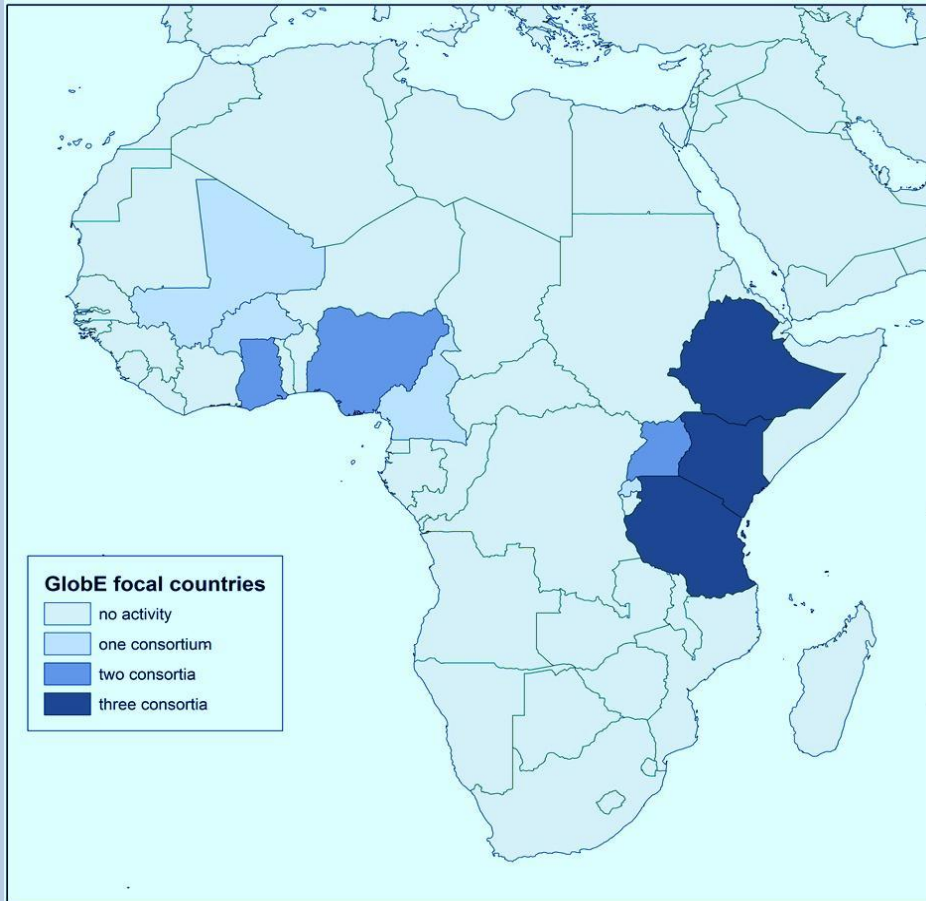 GlobE focal countries
no activity
one consortium
two consortia
three consortia